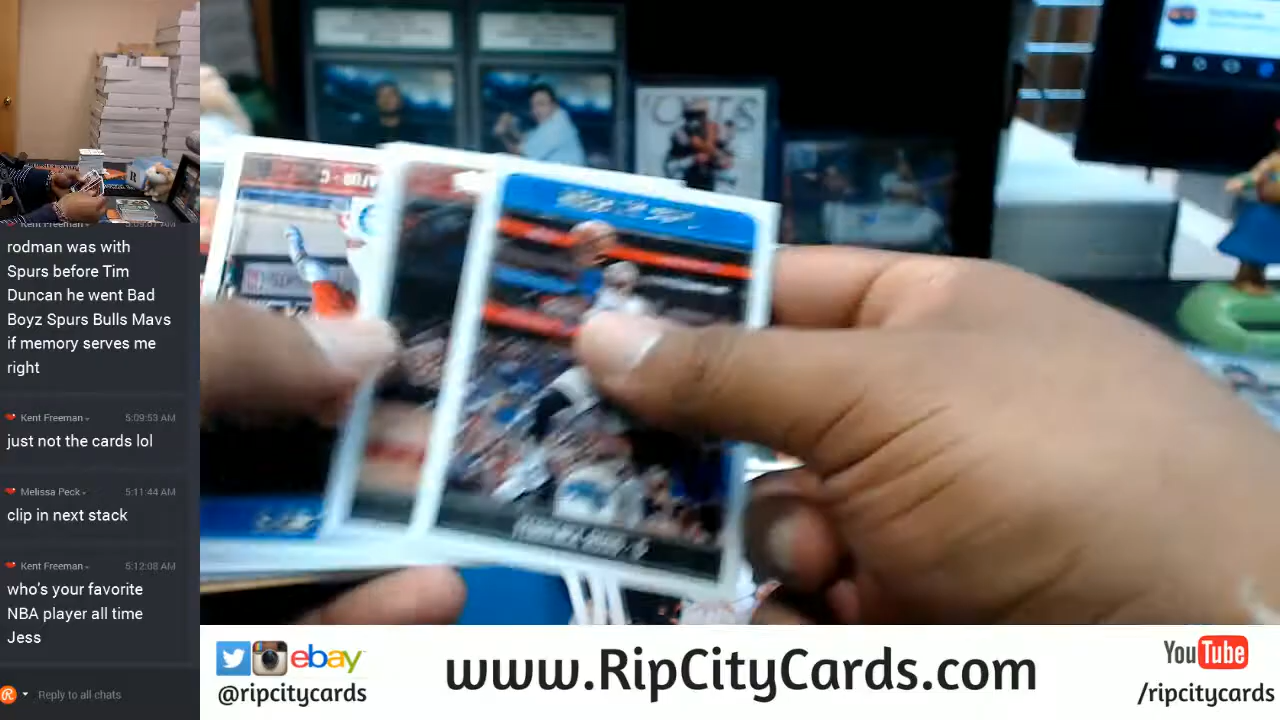 Kent Freeman
rodman was with
Spurs before Tim
Duncan he went Bad
Boyz Spurs Bulls Mavs
if memory serves me
right
Kent Freeman 5:09:53 AM
just not the cards lol
Melissa Peck 5:11:44 AM
clip in next stack
Kent Freeman 5:12:08 AM
who's your favorite
NBA player all time
Jess
Reply to all chats
ebay
@ripcitycards
www.RipCityCards.com
YouTube
/ripcitycards